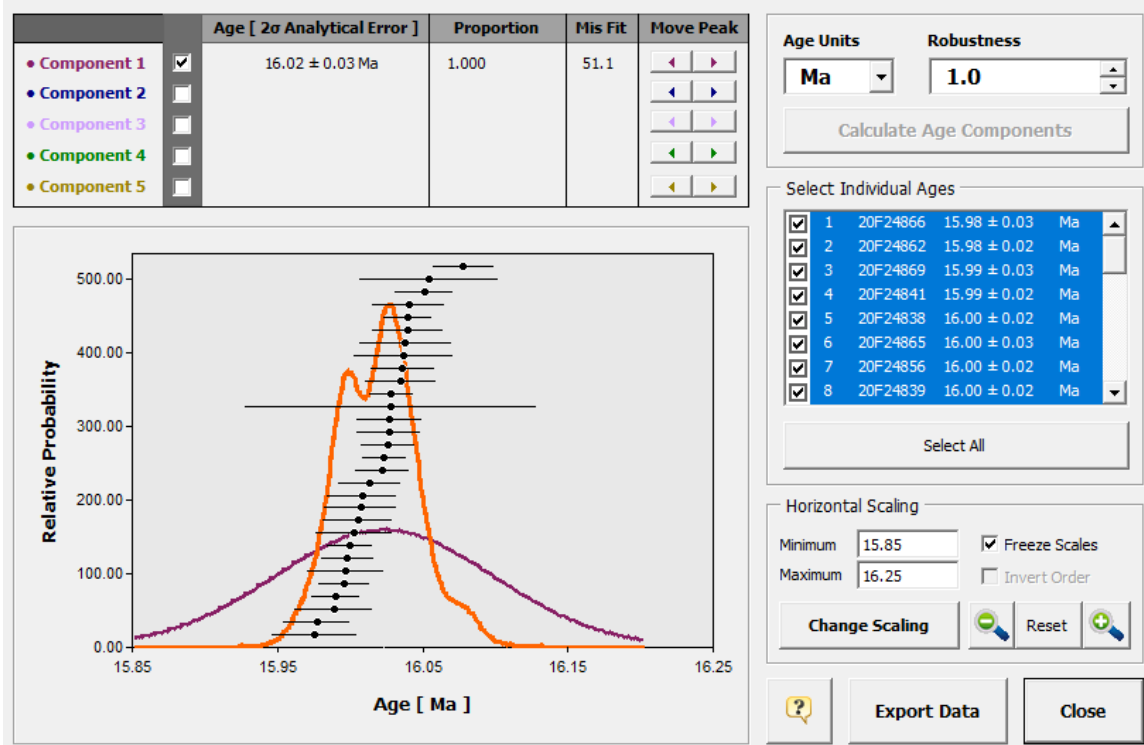 Age [ 2σ Analytical Error ] Proportion Mis Fit Move Peak
• Component 1 16.02 ± 0.03 Ma 1.000 51.1
• Component 2
• Component 3
• Component 4
• Component 5
Age Units Robustness
Ma 1.0
Calculate Age Components
Select Individual Ages
1 20F24866 15.98 ± 0.03 Ma
2 20F24862 15.98 ± 0.02 Ma
3 20F24869 15.99 ± 0.03 Ma
4 20F24841 15.99 ± 0.02 Ma
5 20F24838 16.00 ± 0.02 Ma
6 20F24865 16.00 ± 0.03 Ma
7 20F24856 16.00 ± 0.02 Ma
8 20F24839 16.00 ± 0.02 Ma
Select All
Horizontal Scaling
Minimum 15.85 Freeze Scales
Maximum 16.25 Invert Order
Change Scaling Reset
? Export Data Close
Relative Probability
500.00
400.00
300.00
200.00
100.00
0.00
15.85 15.95 16.05 16.15 16.25
Age [ Ma ]